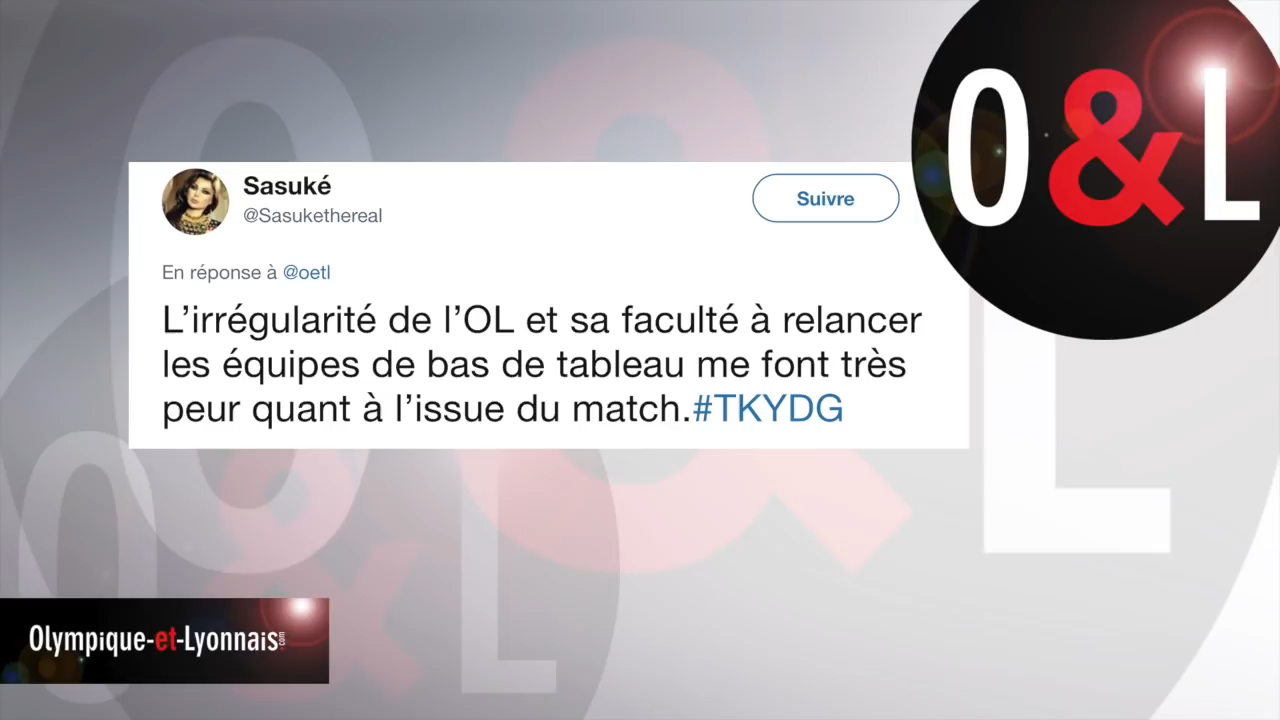 O&L
Sasuké
@Sasukethereal
Suivre
En réponse à @oetl
L’irrégularité de l’OL et sa faculté à relancer
les équipes de bas de tableau me font très
peur quant à l’issue du match.#TKYDG
Olympique-et-Lyonnais.com